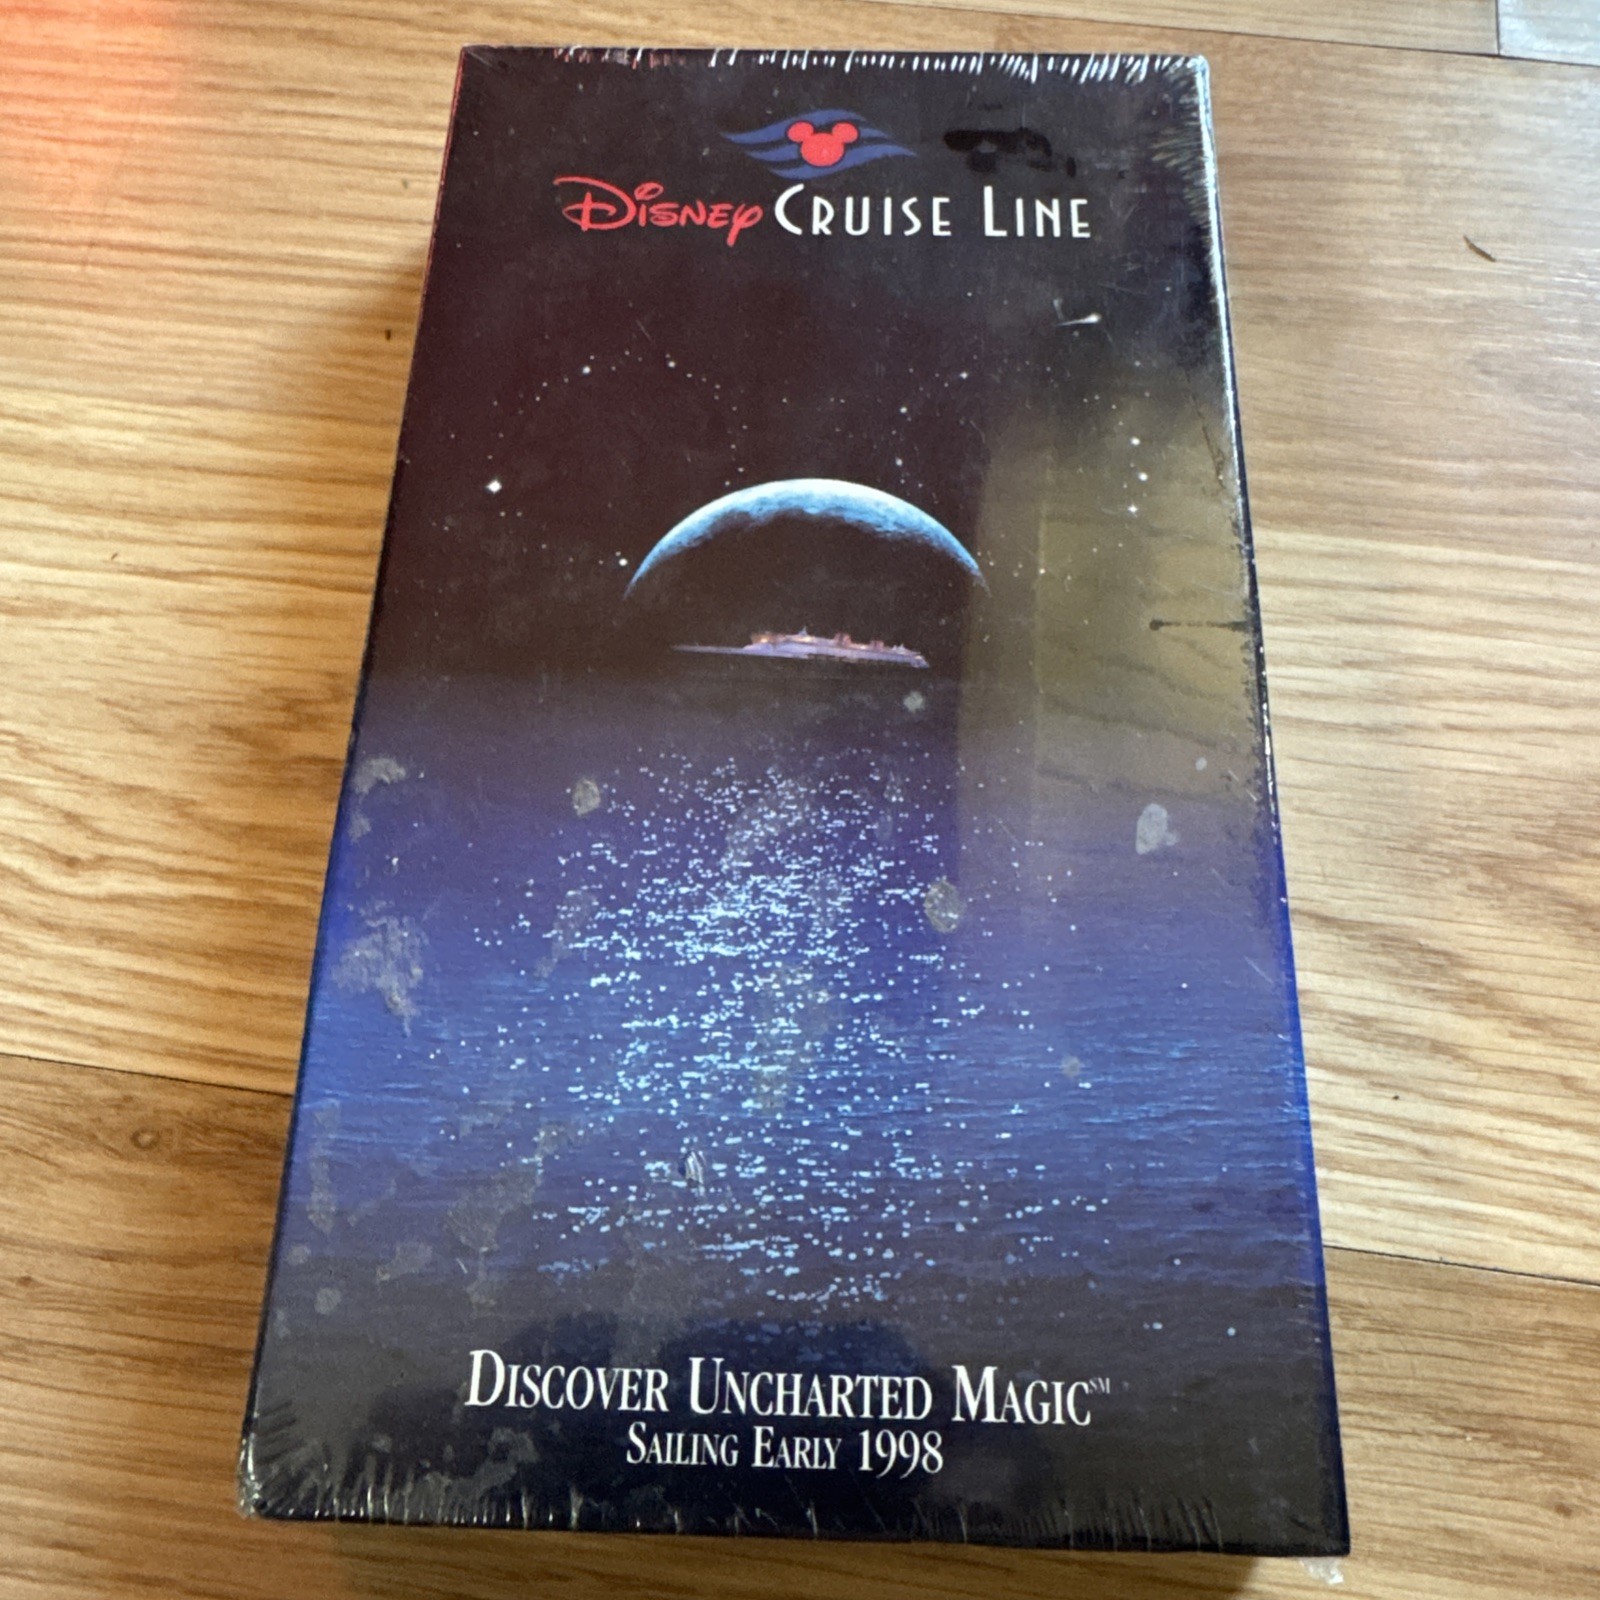 Disney Cruise Line
Discover Uncharted Magic℠
Sailing Early 1998